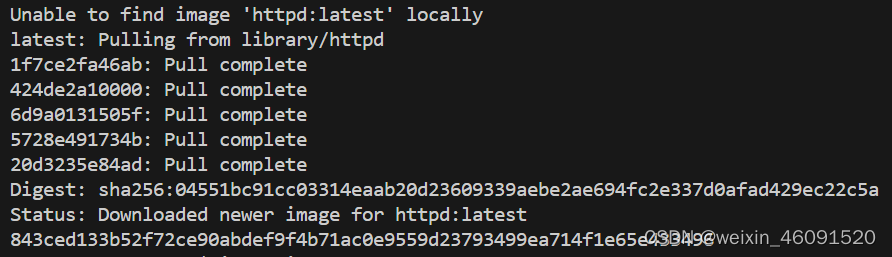 Unable to find image 'httpd:latest' locally
latest: Pulling from library/httpd
1f7ce2fa46ab: Pull complete
424de2a10000: Pull complete
6d9a0131505f: Pull complete
5728e491734b: Pull complete
20d3235e84ad: Pull complete
Digest: sha256:04551bc91cc03314eaab20d23609339aebe2ae694fc2e337d0afad429ec22c5a
Status: Downloaded newer image for httpd:latest
CSDN @weixin_46091520